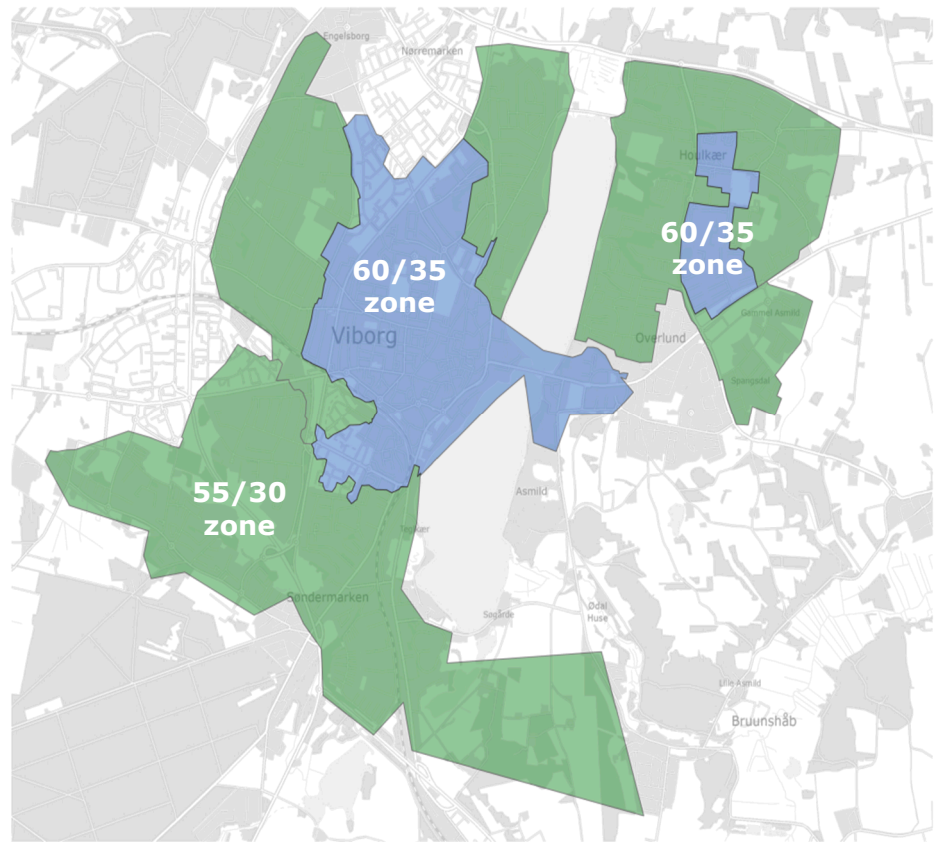 Engelsborg
Nørremarken
Houlkær
60/35
zone
60/35
zone
Gammel Asmild
Viborg
Overlund
Spangsdal
55/30
zone
Asmild
Søndermarken
Søgårde
Ødal
Huse
Lille Asmild
Bruunshåb